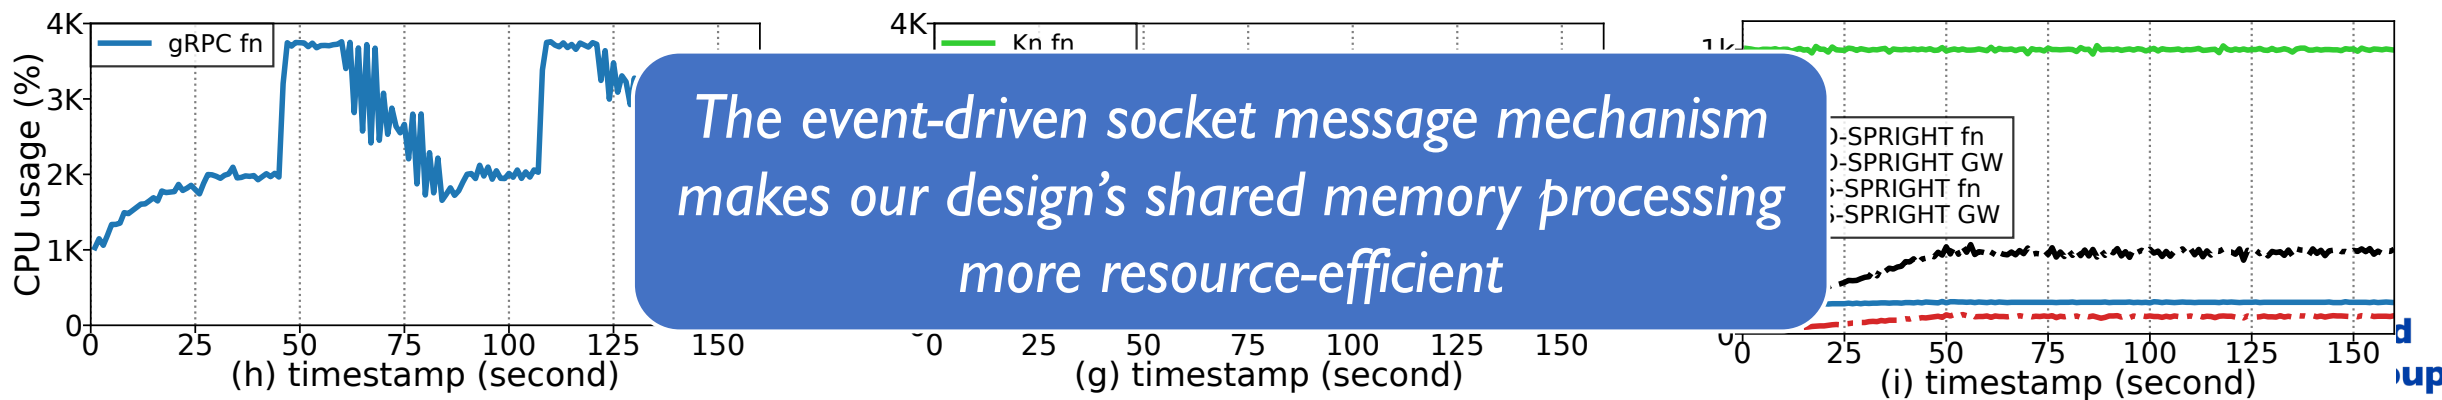 4K
3K
2K
1K
0
CPU usage (%)
gRPC fn
0 25 50 75 100 125 150
(h) timestamp (second)
4K
Kn fn
The event-driven socket message mechanism
makes our design's shared memory processing
more resource-efficient
0 25 50 75 100 125 150
(g) timestamp (second)
1k
-SPRIGHT fn
-SPRIGHT GW
-SPRIGHT fn
-SPRIGHT GW
0
0 25 50 75 100 125 150
(i) timestamp (second)